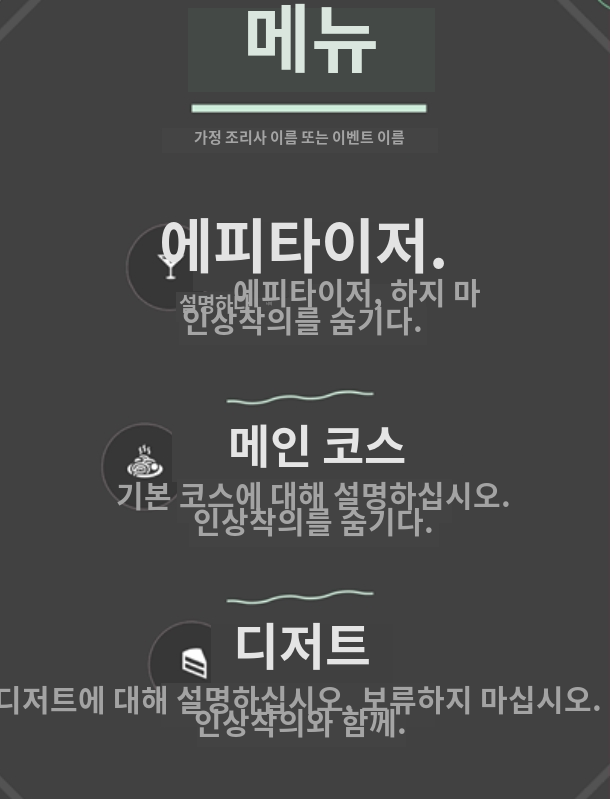 메뉴
가정 조리사 이름 또는 이벤트 이름
에피타이저.
설명하는 에피타이저, 하지 마
인상착의를 숨기다.
메인 코스
기본 코스에 대해 설명하십시오.
인상착의를 숨기다.
디저트
디저트에 대해 설명하십시오, 보류하지 마십시오.
인상착의와 함께.